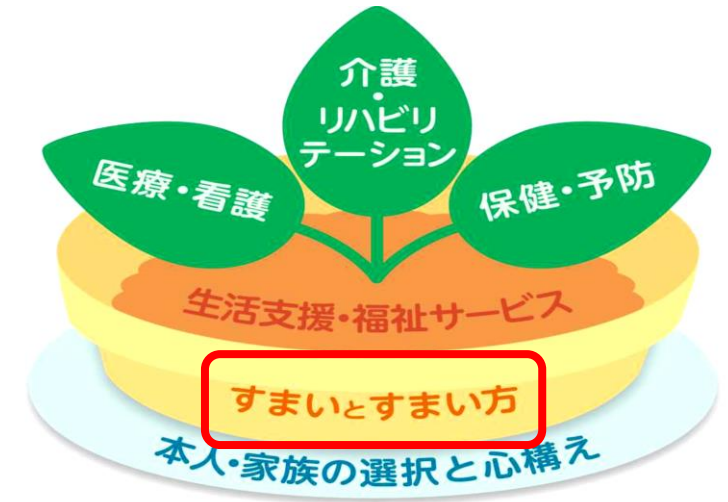 介護
・
リハビリ
テーション
医療・看護
保健・予防
生活支援・福祉サービス
すまいとすまい方
本人・家族の選択と心構え